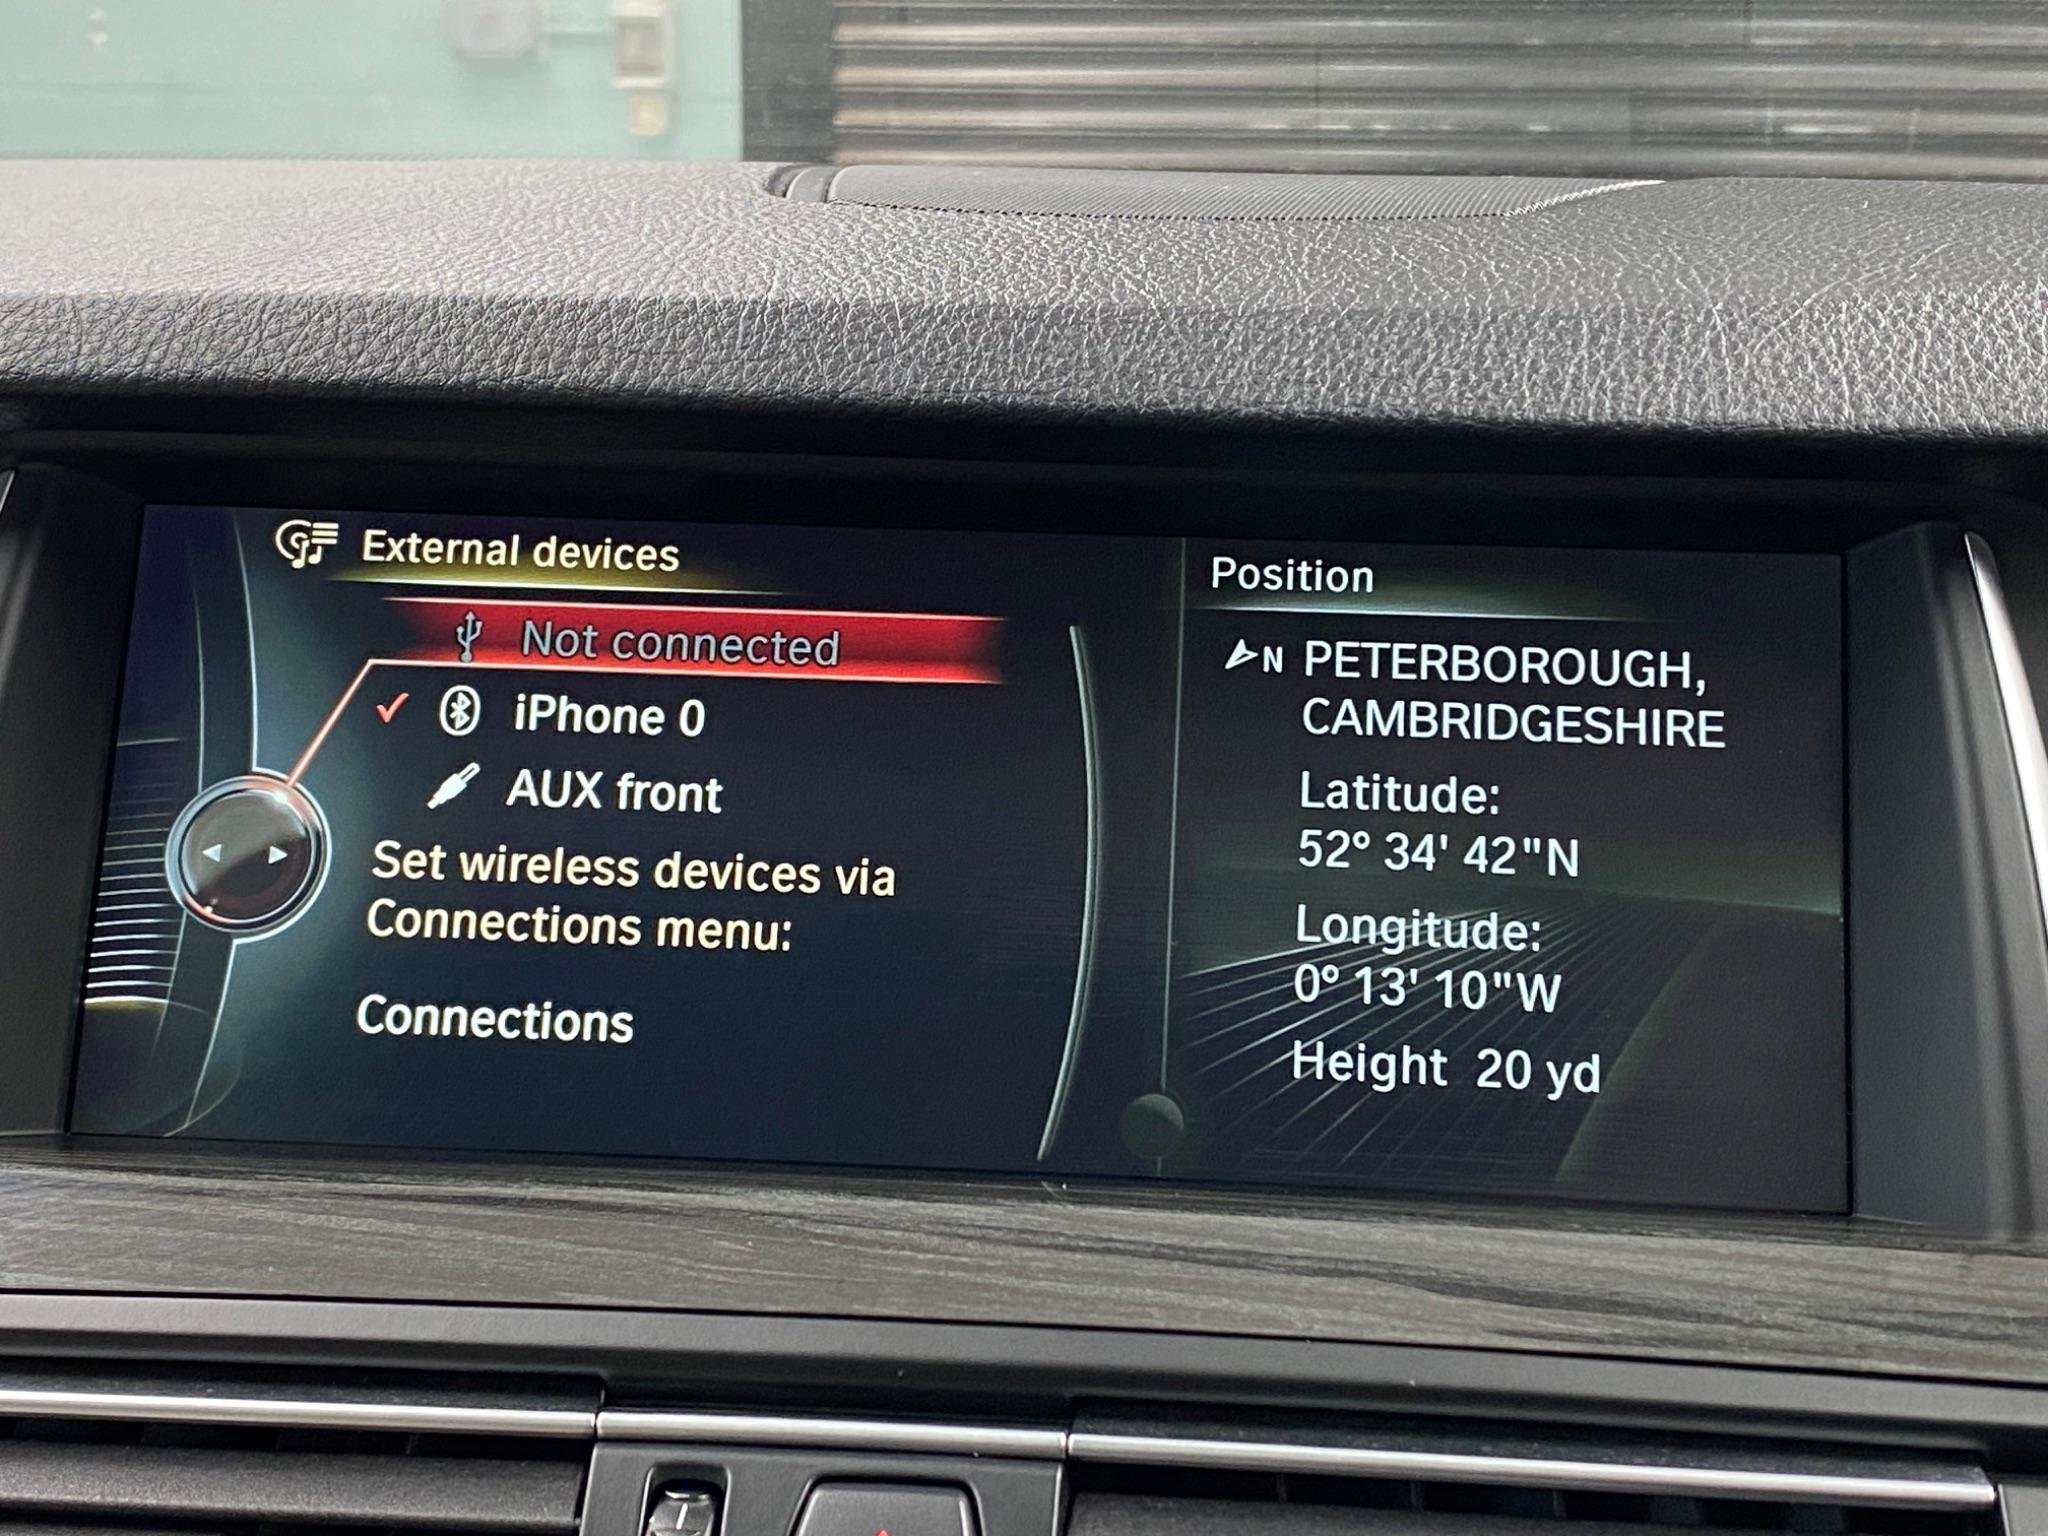 External devices
Not connected
iPhone 0
AUX front
Set wireless devices via
Connections menu:
Connections
Position
N PETERBOROUGH,
CAMBRIDGESHIRE
Latitude:
52° 34' 42"N
Longitude:
0° 13' 10"W
Height 20 yd